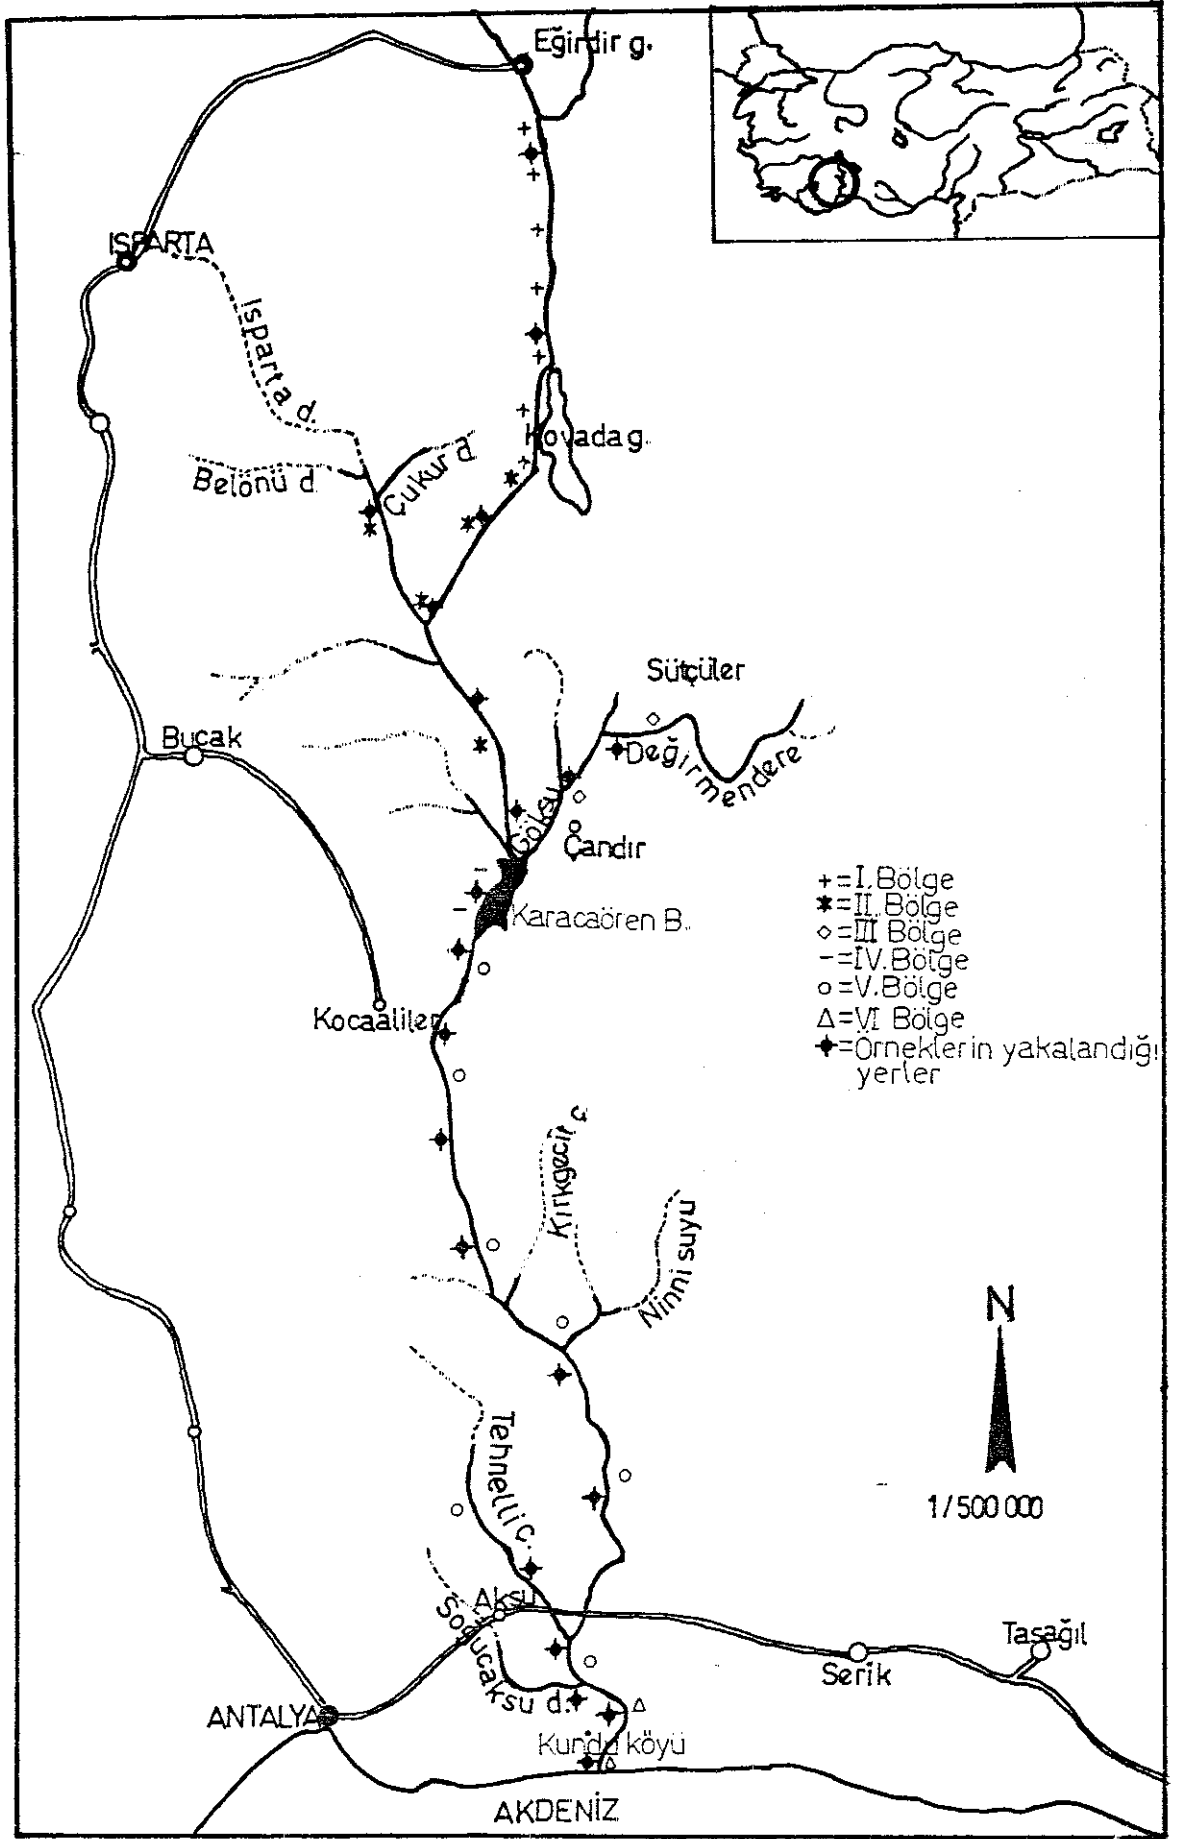 Eğirdir g.
ISPARTA
Isparta d.
Kovada g.
Belönü d.
Çukur d.
Sütçüler
Bucak
Değirmendere
Göksu
Çandır
Karacaören B.
Kocaaliler
+=I.Bölge
✱=II.Bölge
◇=III Bölge
-=IV.Bölge
○=V.Bölge
△=VI Bölge
=Örneklerin yakalandığı
yerler
Kırkgeçit ç
Ninni suyu
N
1/500 000
Tehnelli ç.
Aksu
Soğucaksu d.
Taşağıl
Serik
ANTALYA
Kundu köyü
AKDENİZ